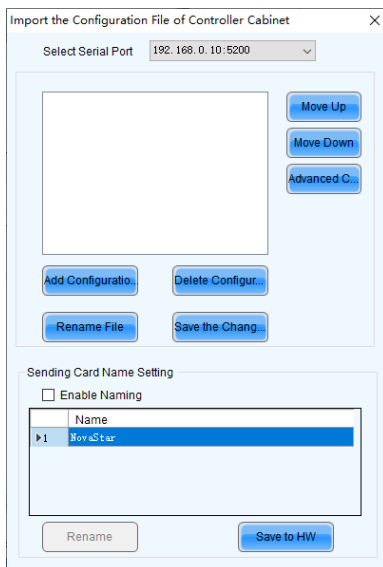 Import the Configuration File of Controller Cabinet
Select Serial Port 192.168.0.10:5200
Move Up
Move Down
Advanced C...
Add Configuratio...
Delete Configur...
Rename File
Save the Chang...
Sending Card Name Setting
Enable Naming
Name
1 NovaStar
Rename
Save to HW